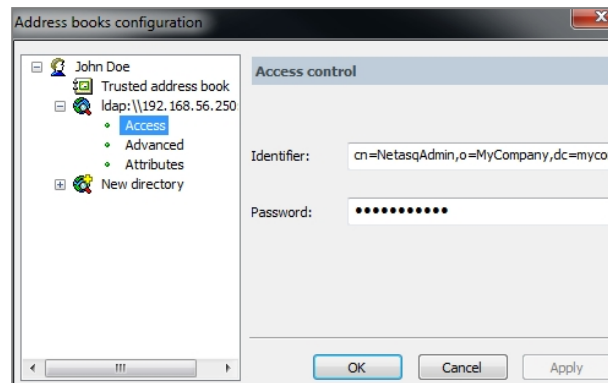 Address books configuration
John Doe
Trusted address book
ldap:\\192.168.56.250
Access
Advanced
Attributes
New directory
Access control
Identifier: cn=NetasqAdmin,o=MyCompany,dc=myco
Password: •••••••••••
OK Cancel Apply